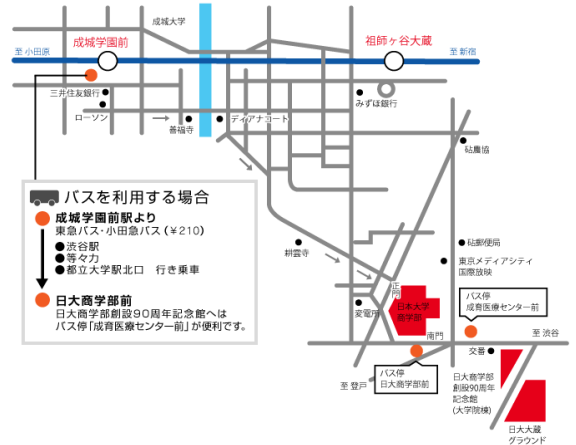 成城大学
成城学園前
祖師ヶ谷大蔵
至 小田原
至 新宿
三井住友銀行
ローソン
善福寺
ディアナコート
みずほ銀行
砧農協
バスを利用する場合
成城学園前駅より
東急バス・小田急バス（￥210）
●渋谷駅
●等々力
●都立大学駅北口　行き乗車
日大商学部前
日大商学部創設90周年記念館へは
バス停「成育医療センター前」が便利です。
耕雲寺
砧郵便局
東京メディアシティ
国際放映
正門
日本大学
商学部
変電所
南門
バス停
成育医療センター前
至 渋谷
交番
バス停
日大商学部前
至 登戸
日大商学部
創設90周年
記念館
(大学院棟)
日大大蔵
グラウンド